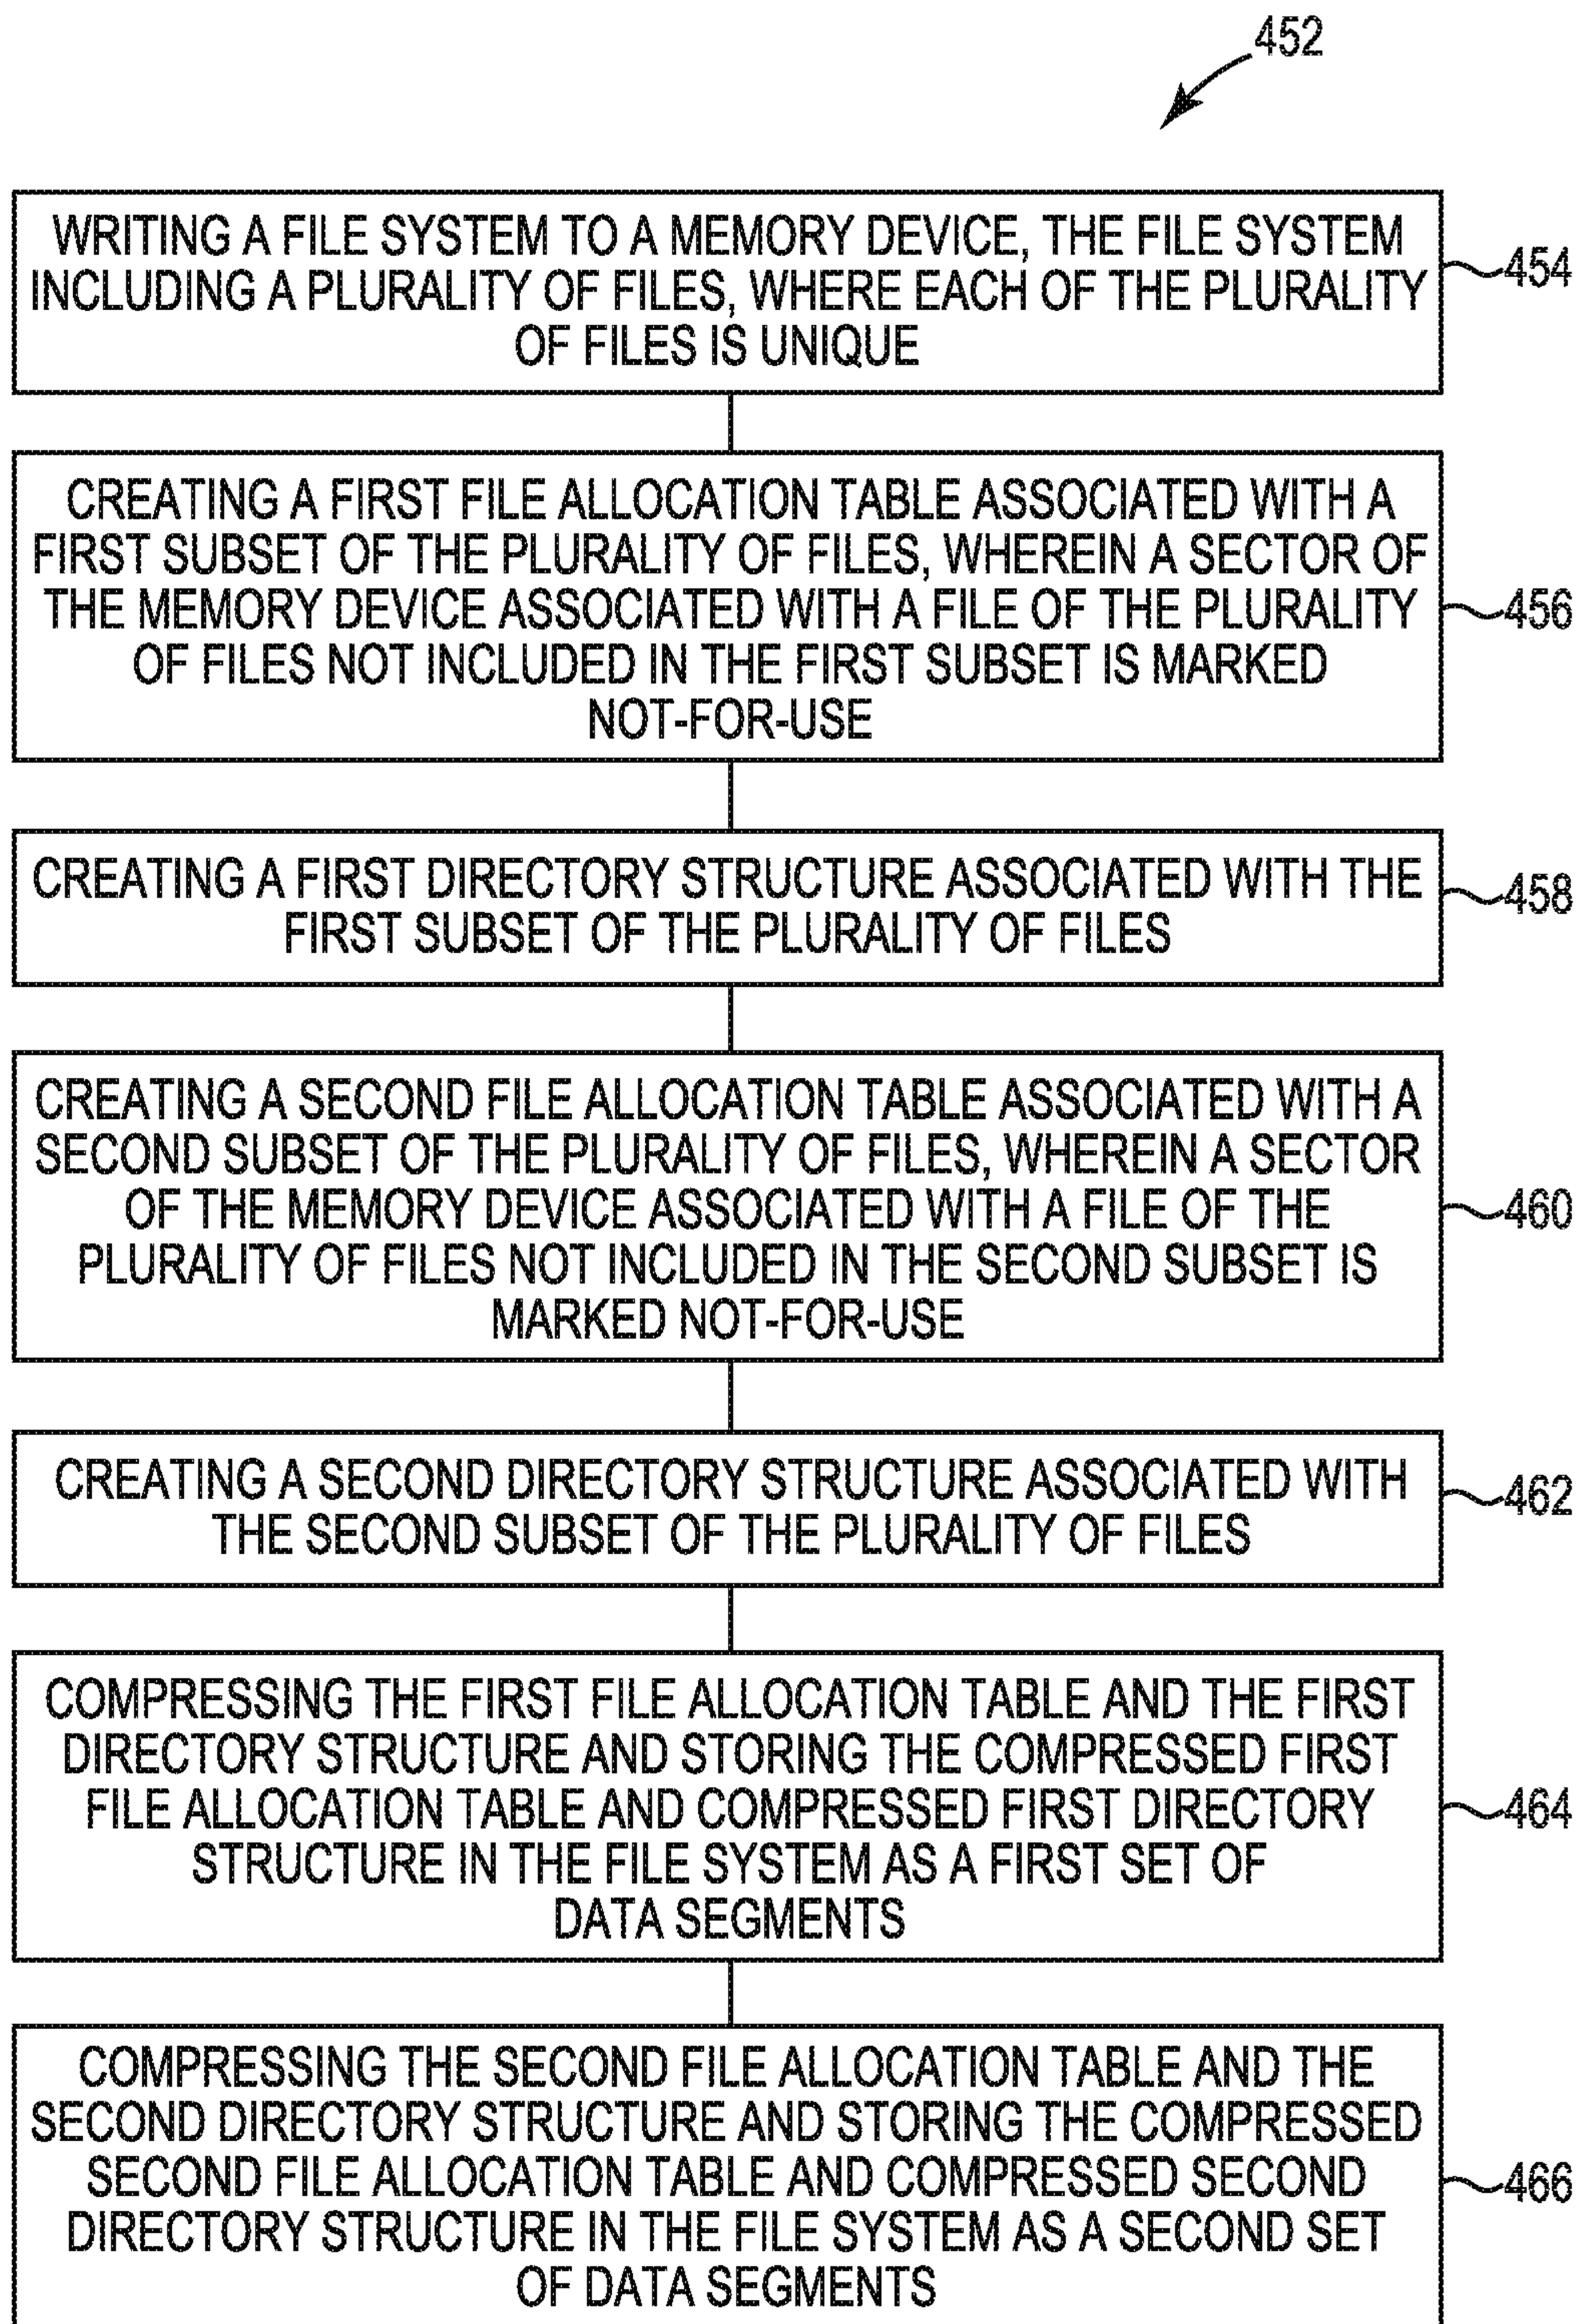 452
WRITING A FILE SYSTEM TO A MEMORY DEVICE, THE FILE SYSTEM
INCLUDING A PLURALITY OF FILES, WHERE EACH OF THE PLURALITY
OF FILES IS UNIQUE
454
CREATING A FIRST FILE ALLOCATION TABLE ASSOCIATED WITH A
FIRST SUBSET OF THE PLURALITY OF FILES, WHEREIN A SECTOR OF
THE MEMORY DEVICE ASSOCIATED WITH A FILE OF THE PLURALITY
OF FILES NOT INCLUDED IN THE FIRST SUBSET IS MARKED
NOT-FOR-USE
456
CREATING A FIRST DIRECTORY STRUCTURE ASSOCIATED WITH THE
FIRST SUBSET OF THE PLURALITY OF FILES
458
CREATING A SECOND FILE ALLOCATION TABLE ASSOCIATED WITH A
SECOND SUBSET OF THE PLURALITY OF FILES, WHEREIN A SECTOR
OF THE MEMORY DEVICE ASSOCIATED WITH A FILE OF THE
PLURALITY OF FILES NOT INCLUDED IN THE SECOND SUBSET IS
MARKED NOT-FOR-USE
460
CREATING A SECOND DIRECTORY STRUCTURE ASSOCIATED WITH
THE SECOND SUBSET OF THE PLURALITY OF FILES
462
COMPRESSING THE FIRST FILE ALLOCATION TABLE AND THE FIRST
DIRECTORY STRUCTURE AND STORING THE COMPRESSED FIRST
FILE ALLOCATION TABLE AND COMPRESSED FIRST DIRECTORY
STRUCTURE IN THE FILE SYSTEM AS A FIRST SET OF
DATA SEGMENTS
464
COMPRESSING THE SECOND FILE ALLOCATION TABLE AND THE
SECOND DIRECTORY STRUCTURE AND STORING THE COMPRESSED
SECOND FILE ALLOCATION TABLE AND COMPRESSED SECOND
DIRECTORY STRUCTURE IN THE FILE SYSTEM AS A SECOND SET
OF DATA SEGMENTS
466